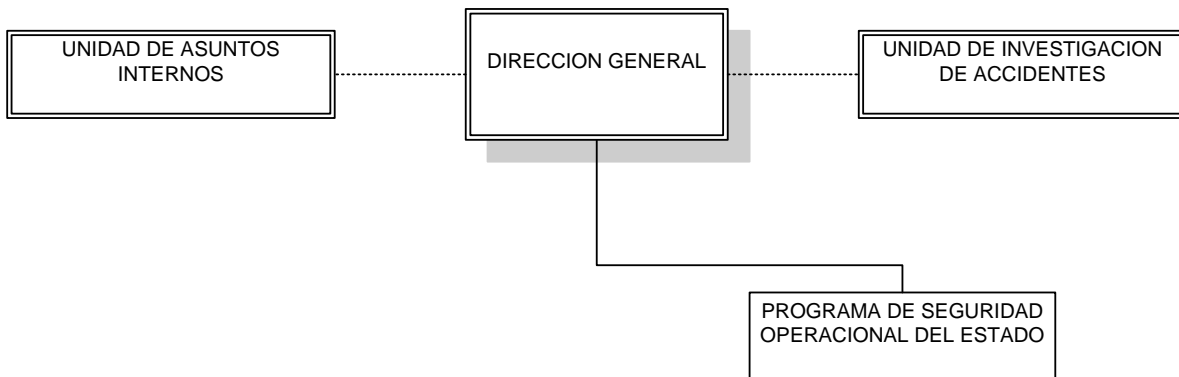 UNIDAD DE ASUNTOS
INTERNOS
DIRECCION GENERAL
UNIDAD DE INVESTIGACION
DE ACCIDENTES
PROGRAMA DE SEGURIDAD
OPERACIONAL DEL ESTADO